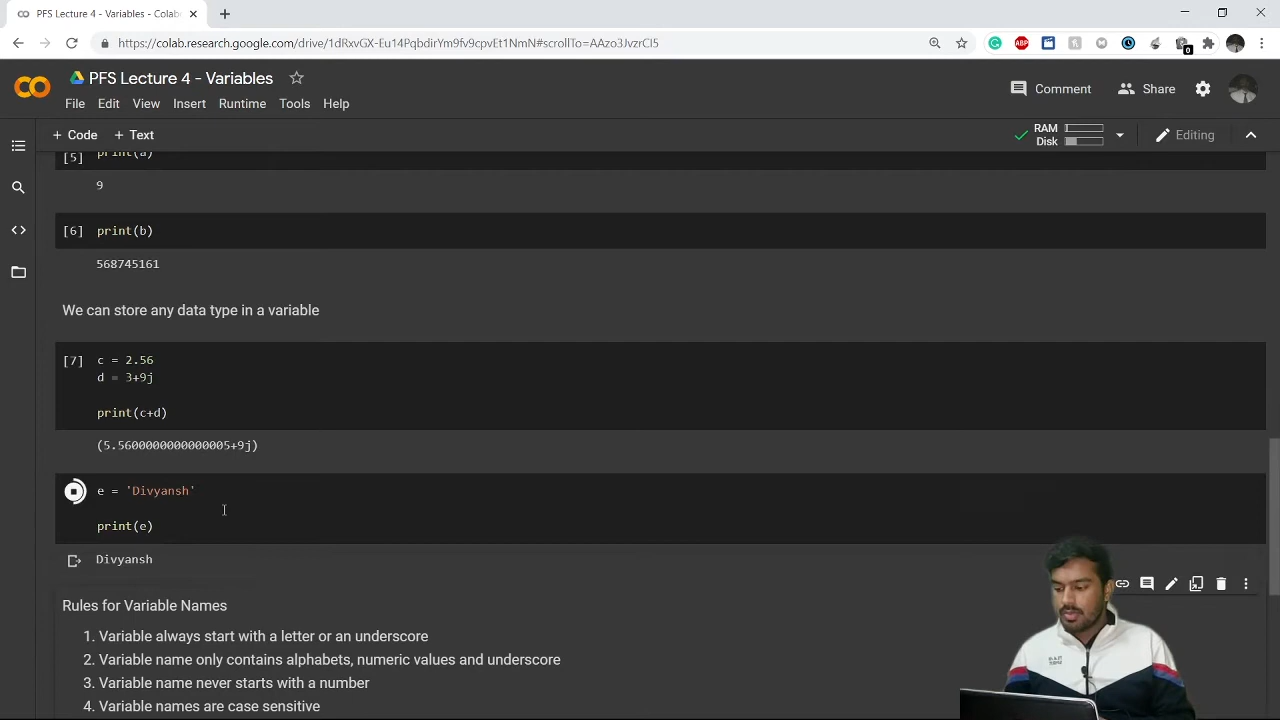 PFS Lecture 4 - Variables - Colab
https://colab.research.google.com/drive/
PFS Lecture 4 - Variables
Comment
Share
File Edit View Insert Runtime Tools Help
+ Code + Text
RAM
Disk
Editing
[5] print(a)
9
[6] print(b)
568745161
We can store any data type in a variable
[7] c = 2.56
d = 3+9j
print(c+d)
(5.5600000000000005+9j)
e = 'Divyansh'
print(e)
Divyansh
Rules for Variable Names
1. Variable always start with a letter or an underscore
2. Variable name only contains alphabets, numeric values and underscore
3. Variable name never starts with a number
4. Variable names are case sensitive